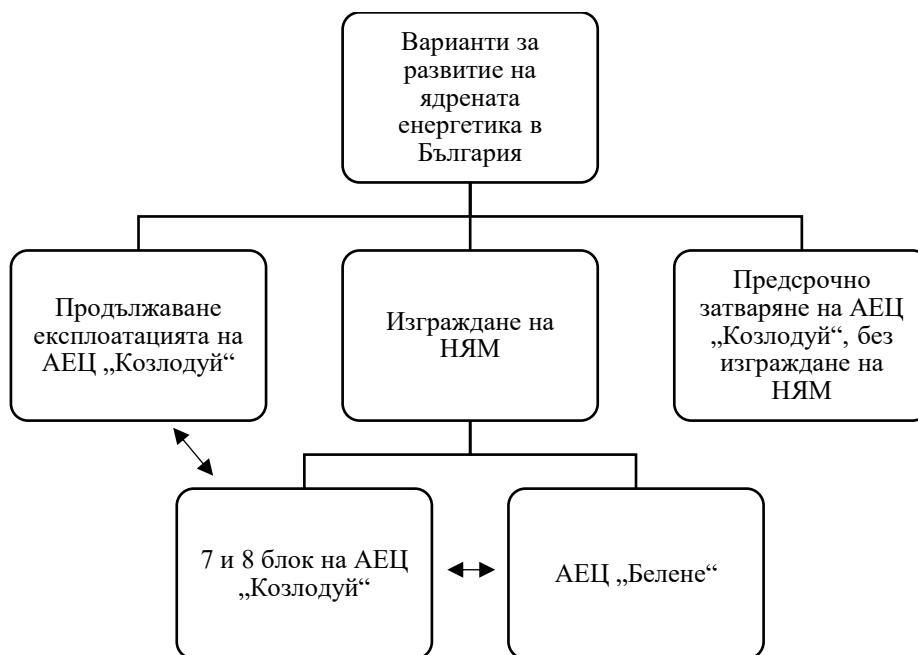 Варианти за
развитие на
ядрената
енергетика в
България
Продължаване
експлоатацията на
АЕЦ „Козлодуй“
Изграждане на
НЯМ
Предсрочно
затваряне на АЕЦ
„Козлодуй“, без
изграждане на
НЯМ
7 и 8 блок на АЕЦ
„Козлодуй“
АЕЦ „Белене“